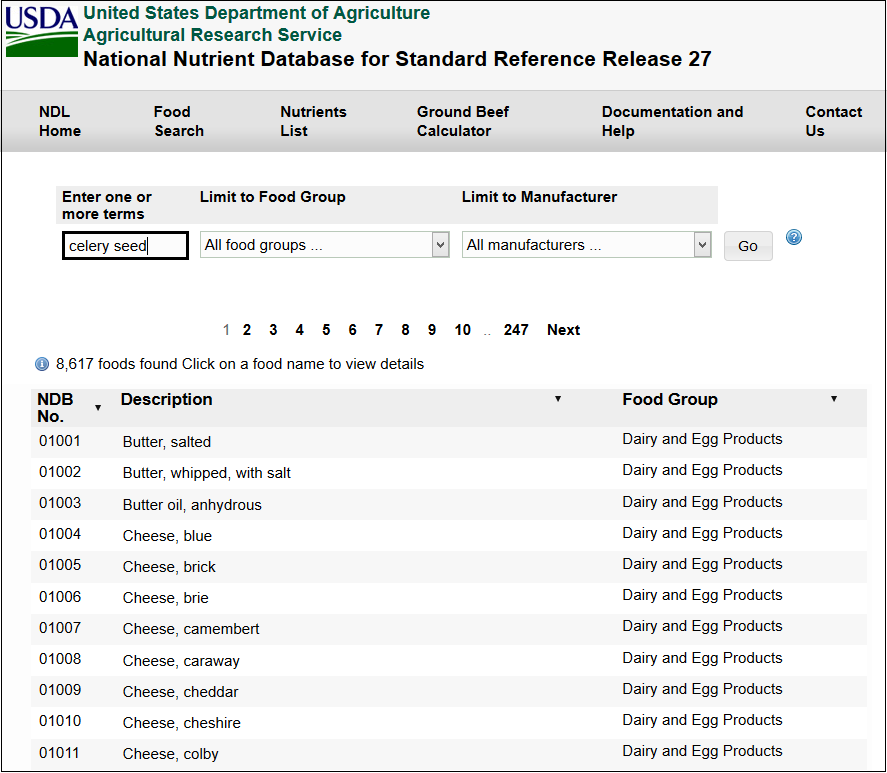 USDA
United States Department of Agriculture
Agricultural Research Service
National Nutrient Database for Standard Reference Release 27
NDL Home
Food Search
Nutrients List
Ground Beef Calculator
Documentation and Help
Contact Us
Enter one or more terms
Limit to Food Group
Limit to Manufacturer
celery seed
All food groups ...
All manufacturers ...
Go
?
1 2 3 4 5 6 7 8 9 10 .. 247 Next
i 8,617 foods found Click on a food name to view details
NDB No. Description Food Group
01001 Butter, salted Dairy and Egg Products
01002 Butter, whipped, with salt Dairy and Egg Products
01003 Butter oil, anhydrous Dairy and Egg Products
01004 Cheese, blue Dairy and Egg Products
01005 Cheese, brick Dairy and Egg Products
01006 Cheese, brie Dairy and Egg Products
01007 Cheese, camembert Dairy and Egg Products
01008 Cheese, caraway Dairy and Egg Products
01009 Cheese, cheddar Dairy and Egg Products
01010 Cheese, cheshire Dairy and Egg Products
01011 Cheese, colby Dairy and Egg Products